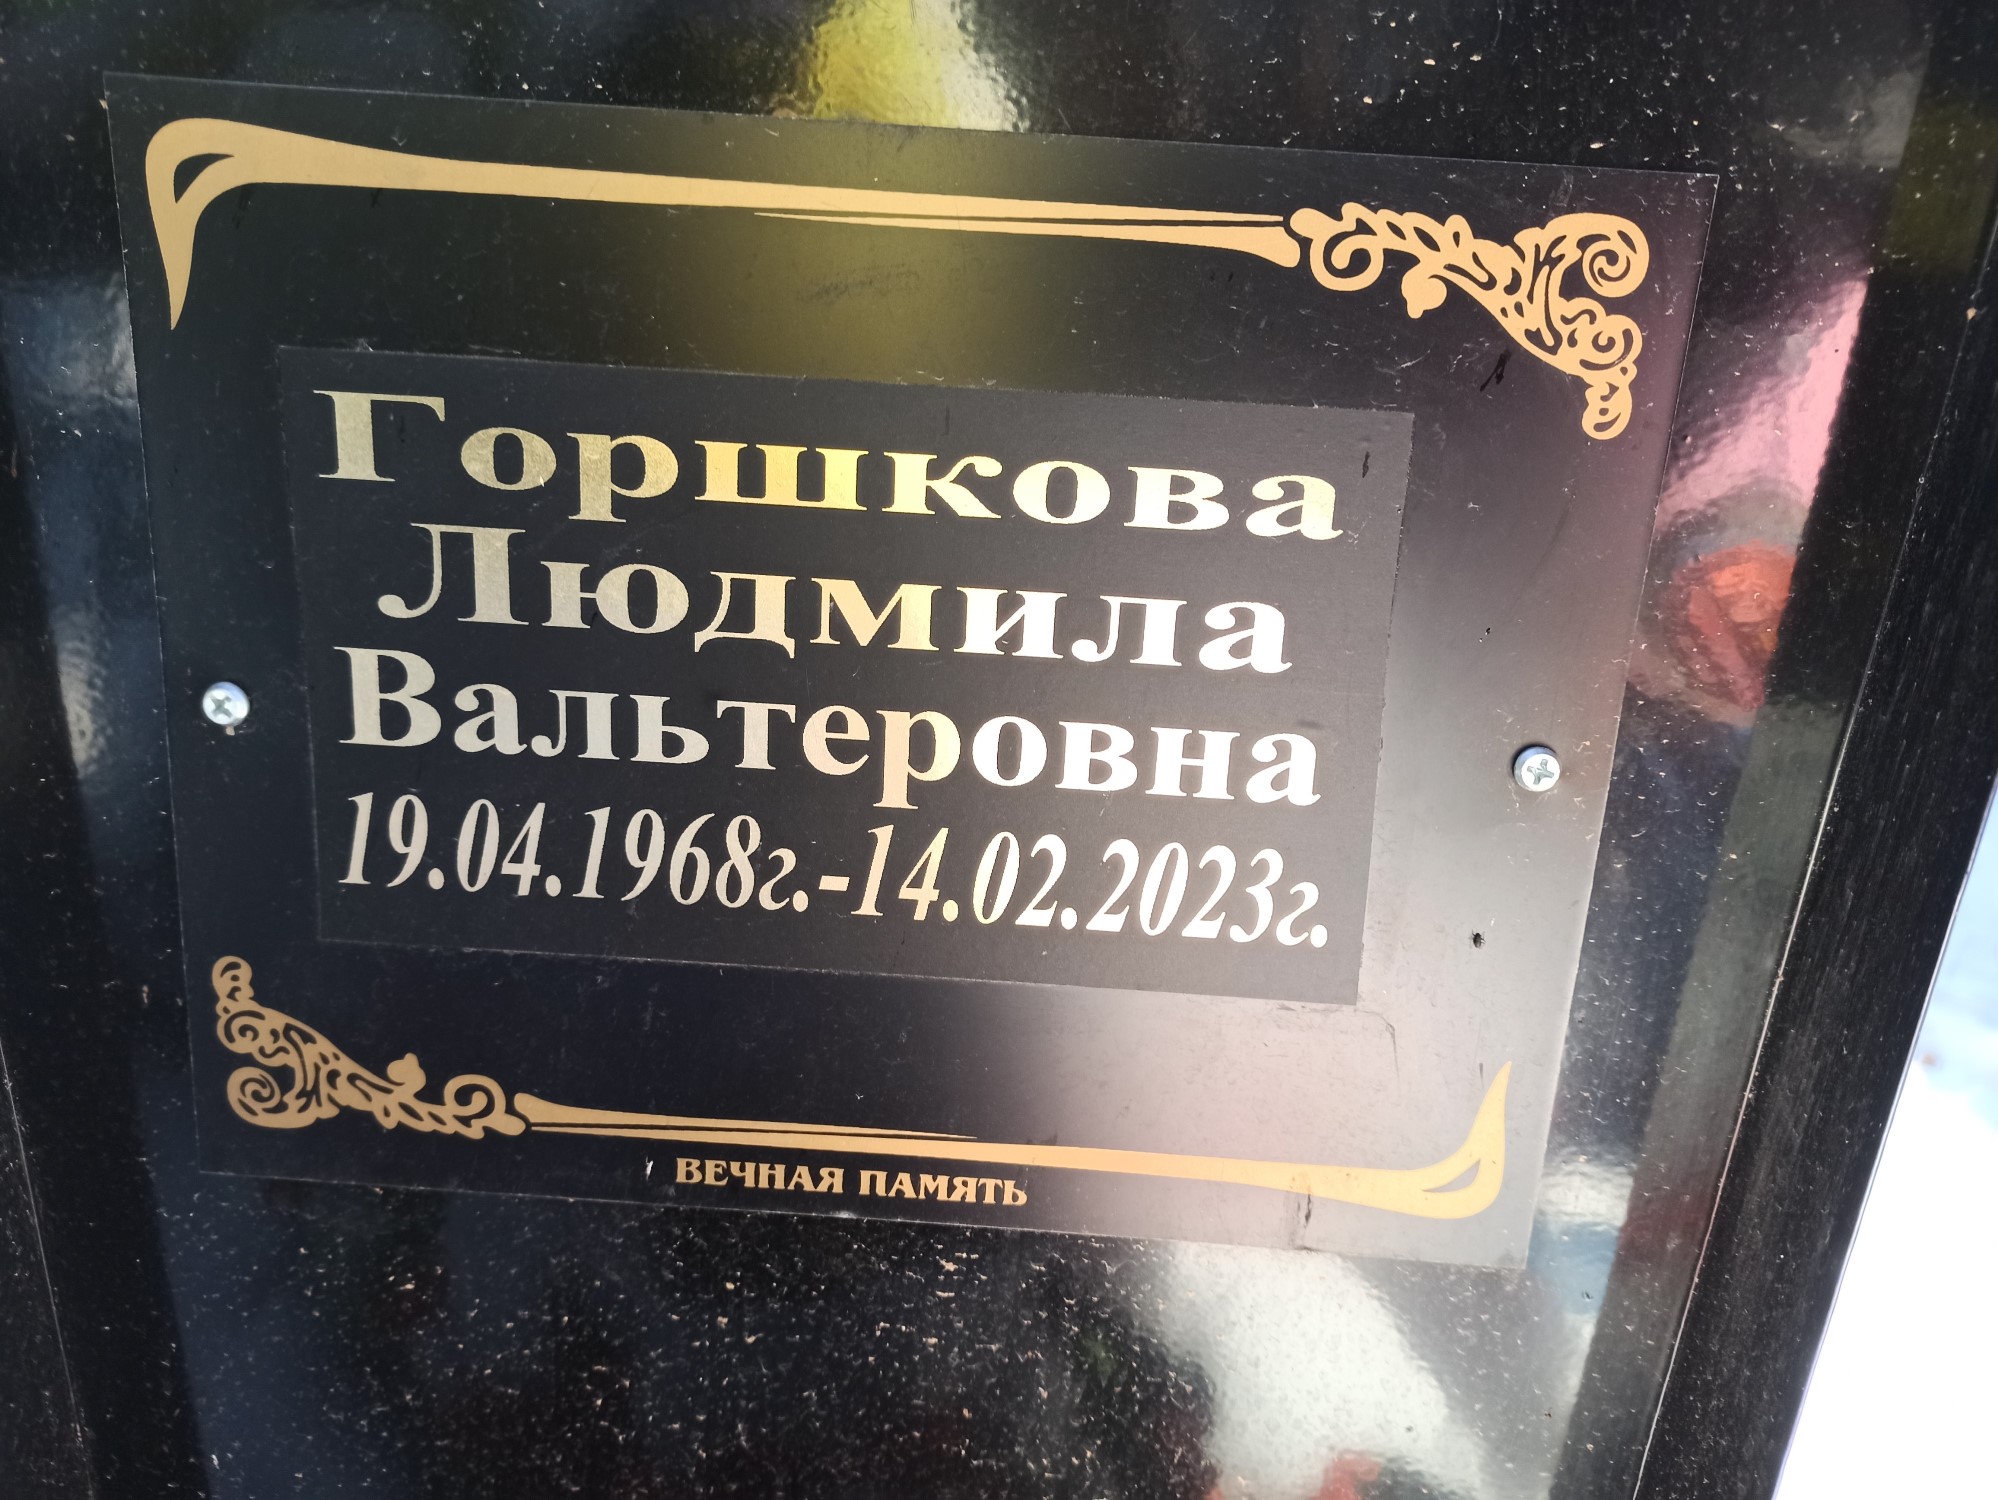 Горшкова
Людмила
Вальтеровна
19.04.1968г.-14.02.2023г.
ВЕЧНАЯ ПАМЯТЬ